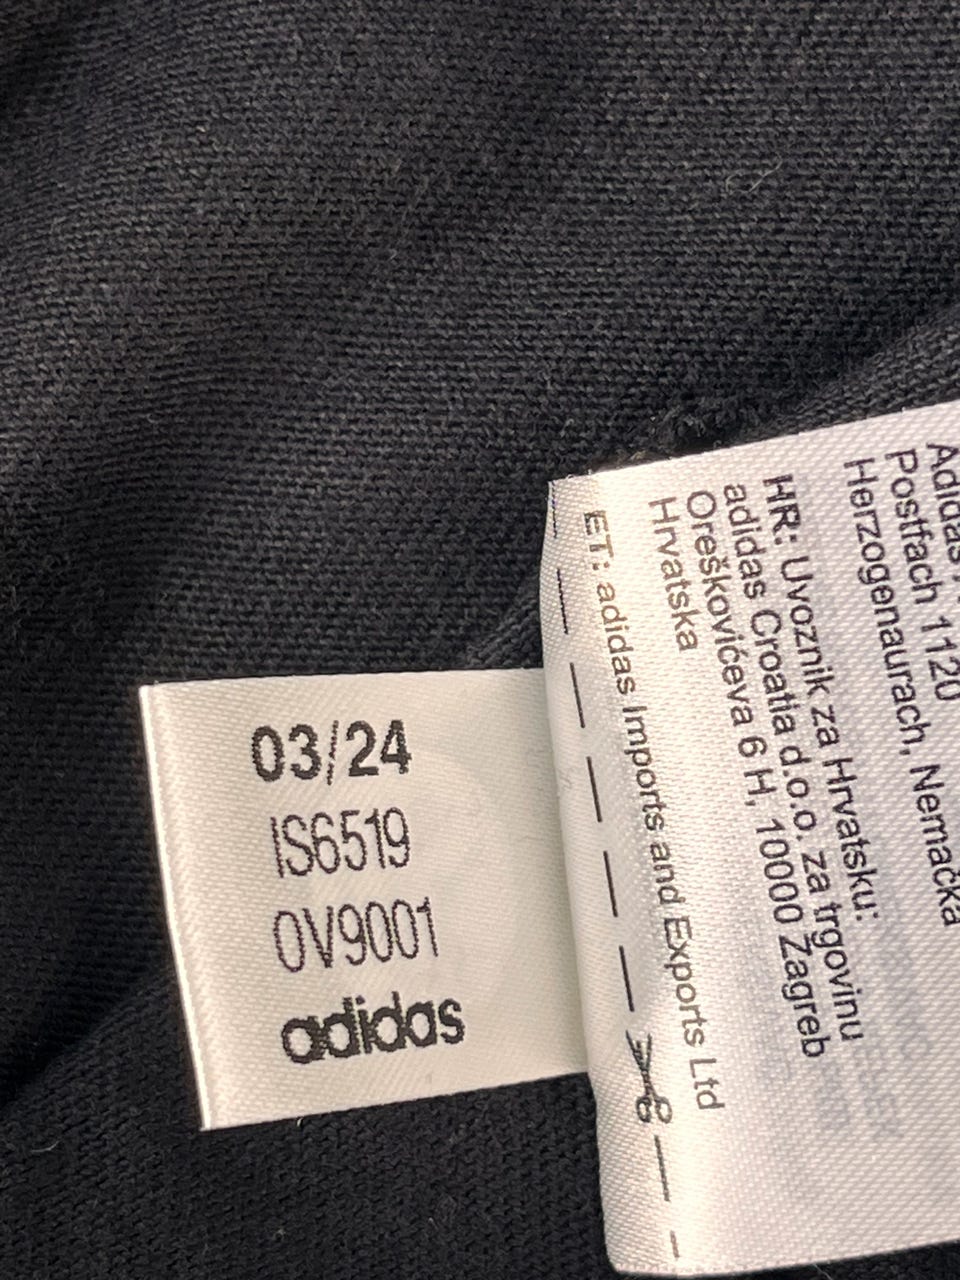 03/24
IS6519
0V9001
adidas
Adidas
Postfach 1120
Herzogenaurach, Nemačka
HR: Uvoznik za Hrvatsku:
adidas Croatia d.o.o. za trgovinu
Oreškovićeva 6 H, 10000 Zagreb
Hrvatska
ET: adidas Imports and Exports Ltd